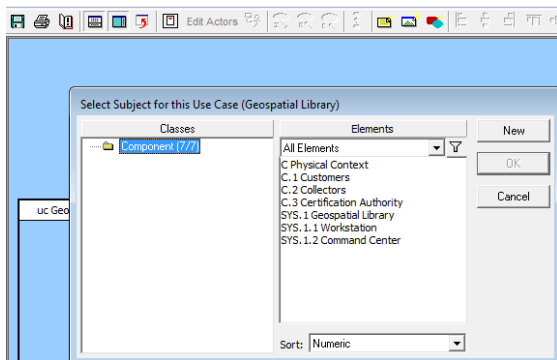 Edit Actors
Select Subject for this Use Case (Geospatial Library)
Classes
Component (7/7)
Elements
All Elements
C Physical Context
C.1 Customers
C.2 Collectors
C.3 Certification Authority
SYS.1 Geospatial Library
SYS.1.1 Workstation
SYS.1.2 Command Center
Sort: Numeric
New
OK
Cancel
uc Geo